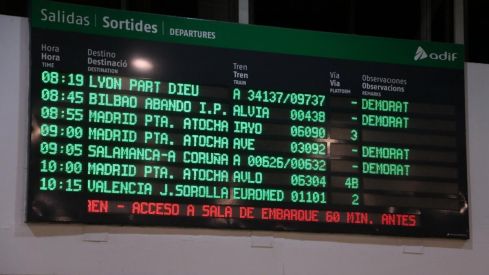 Salidas | Sortides | DEPARTURES
adif
Hora Destino Tren Vía Observaciones
Hora Destinació Tren Via Observacions
TIME DESTINATION TRAIN PLATFORM REMARKS
08:19 LYON PART DIEU A 34137/09737 - DEMORAT
08:45 BILBAO ABANDO I.P. ALVIA 00438 - DEMORAT
08:55 MADRID PTA. ATOCHA IRYO 06090 3
09:00 MADRID PTA. ATOCHA AVE 03092 - DEMORAT
09:05 SALAMANCA-A CORUÑA A 00626/00632 - DEMORAT
10:00 MADRID PTA. ATOCHA AVLO 06304 4B
10:15 VALENCIA J.SOROLLA EUROMED 01101 2
REN - ACCESO A SALA DE EMBARQUE 60 MIN. ANTES